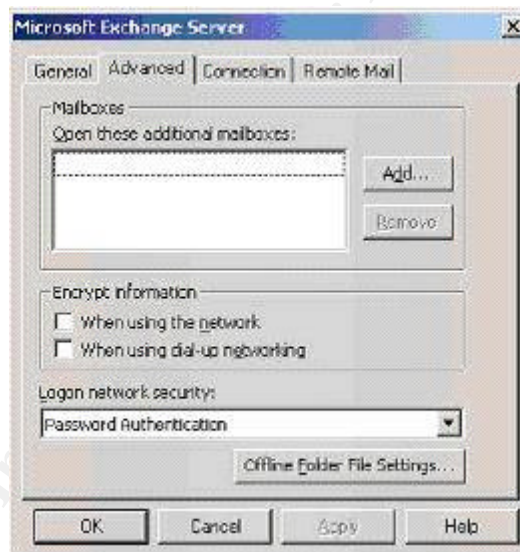 Microsoft Exchange Server
General Advanced Connection Remote Mail
Mailboxes
Open these additional mailboxes:
Add...
Remove
Encrypt information
When using the network
When using dial-up networking
Logon network security:
Password Authentication
Offline Folder File Settings...
OK Cancel Apply Help